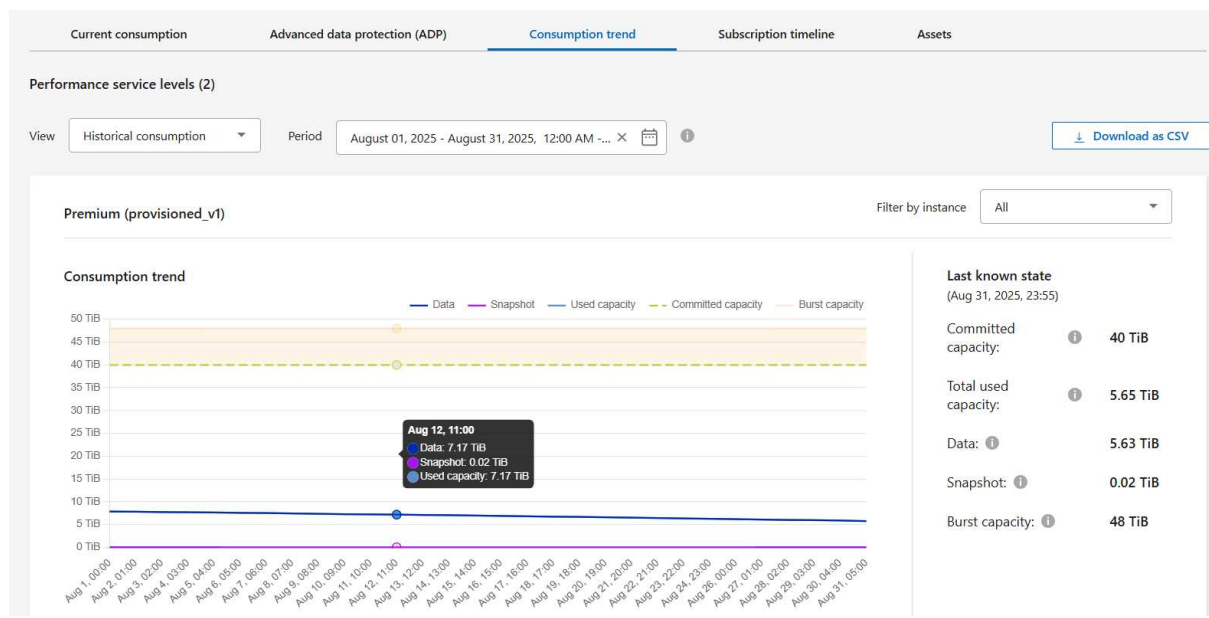 Current consumption Advanced data protection (ADP) Consumption trend Subscription timeline Assets
Performance service levels (2)
View Historical consumption Period August 01, 2025 - August 31, 2025, 12:00 AM -... Download as CSV
Premium (provisioned_v1) Filter by instance All
Consumption trend
Data Snapshot Used capacity Committed capacity Burst capacity
50 TiB
45 TiB
40 TiB
35 TiB
30 TiB
25 TiB
20 TiB
15 TiB
10 TiB
5 TiB
0 TiB
Aug 12, 11:00
Data: 7.17 TiB
Snapshot: 0.02 TiB
Used capacity: 7.17 TiB
Aug 1, 00:00
Aug 2, 01:00
Aug 3, 02:00
Aug 4, 03:00
Aug 5, 04:00
Aug 6, 05:00
Aug 7, 06:00
Aug 8, 07:00
Aug 9, 08:00
Aug 10, 09:00
Aug 11, 10:00
Aug 12, 11:00
Aug 13, 12:00
Aug 14, 13:00
Aug 15, 14:00
Aug 16, 15:00
Aug 17, 16:00
Aug 18, 17:00
Aug 19, 18:00
Aug 20, 19:00
Aug 21, 20:00
Aug 22, 21:00
Aug 23, 22:00
Aug 24, 23:00
Aug 26, 00:00
Aug 27, 01:00
Aug 28, 02:00
Aug 29, 03:00
Aug 30, 04:00
Aug 31, 05:00
Last known state
(Aug 31, 2025, 23:55)
Committed
capacity: 40 TiB
Total used
capacity: 5.65 TiB
Data: 5.63 TiB
Snapshot: 0.02 TiB
Burst capacity: 48 TiB